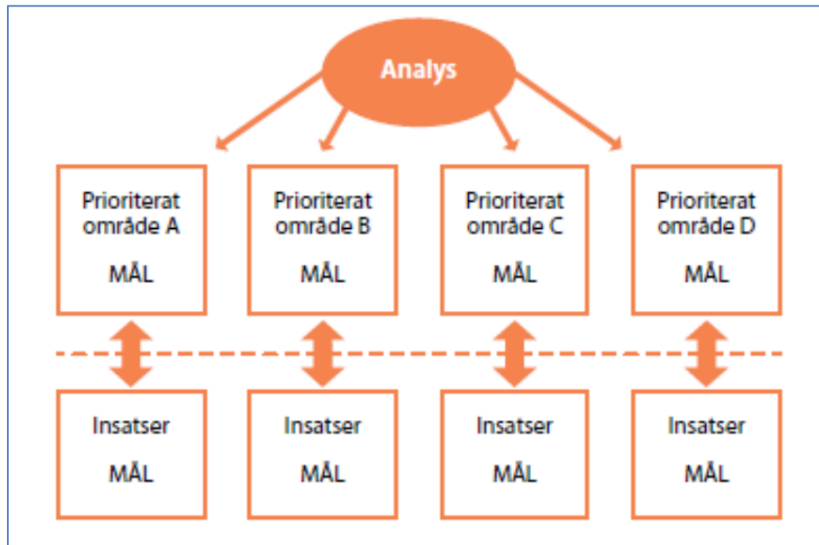 Analys
Prioriterat
område A
MÅL
Prioriterat
område B
MÅL
Prioriterat
område C
MÅL
Prioriterat
område D
MÅL
Insatser
MÅL
Insatser
MÅL
Insatser
MÅL
Insatser
MÅL